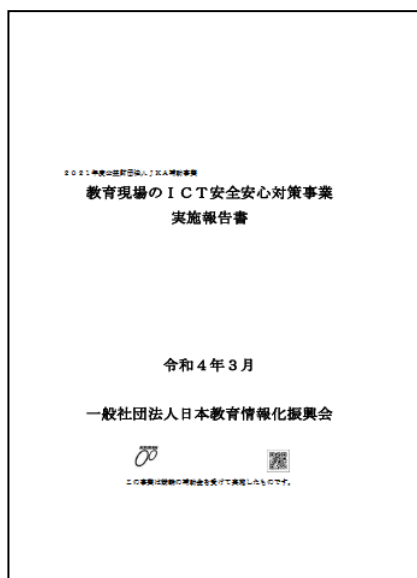 ２０２１年度公益財団法人ＪＫＡ補助事業
教育現場のＩＣＴ安全安心対策事業
実施報告書
令和４年３月
一般社団法人日本教育情報化振興会
この事業は競輪の補助金を受けて実施したものです。